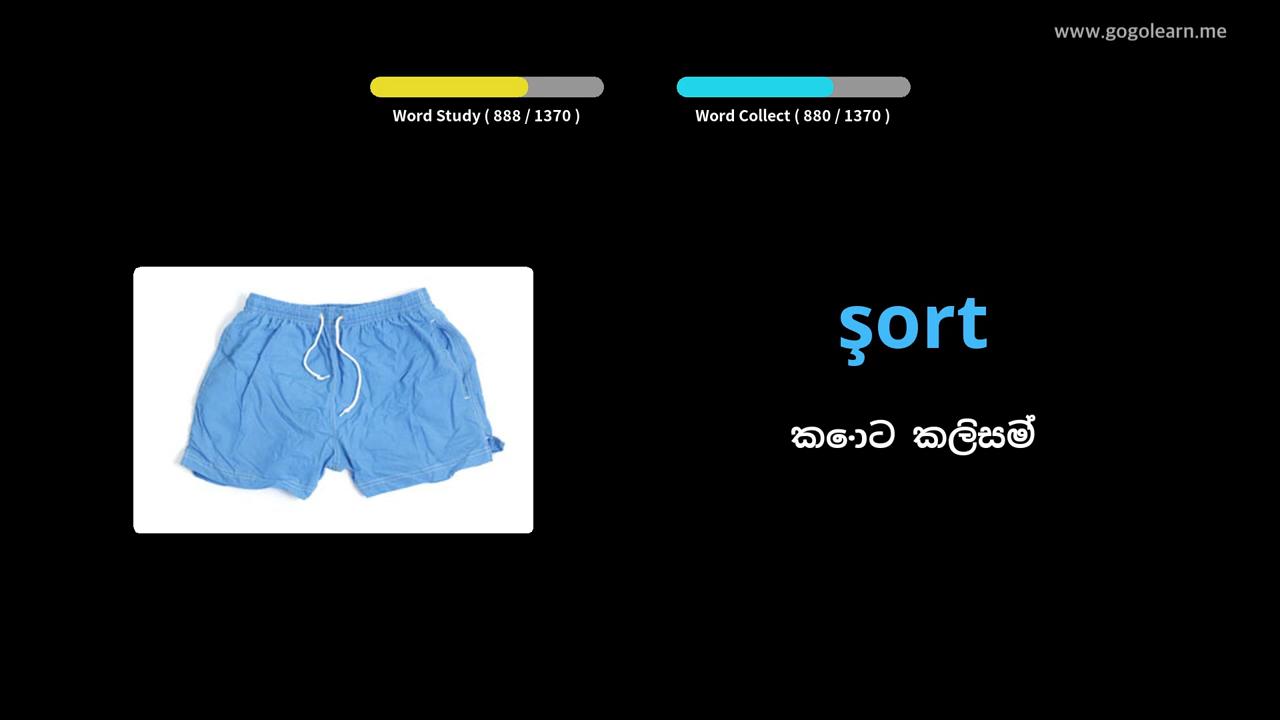 www.gogolearn.me
Word Study ( 888 / 1370 )
Word Collect ( 880 / 1370 )
şort
කොට කලිසම්